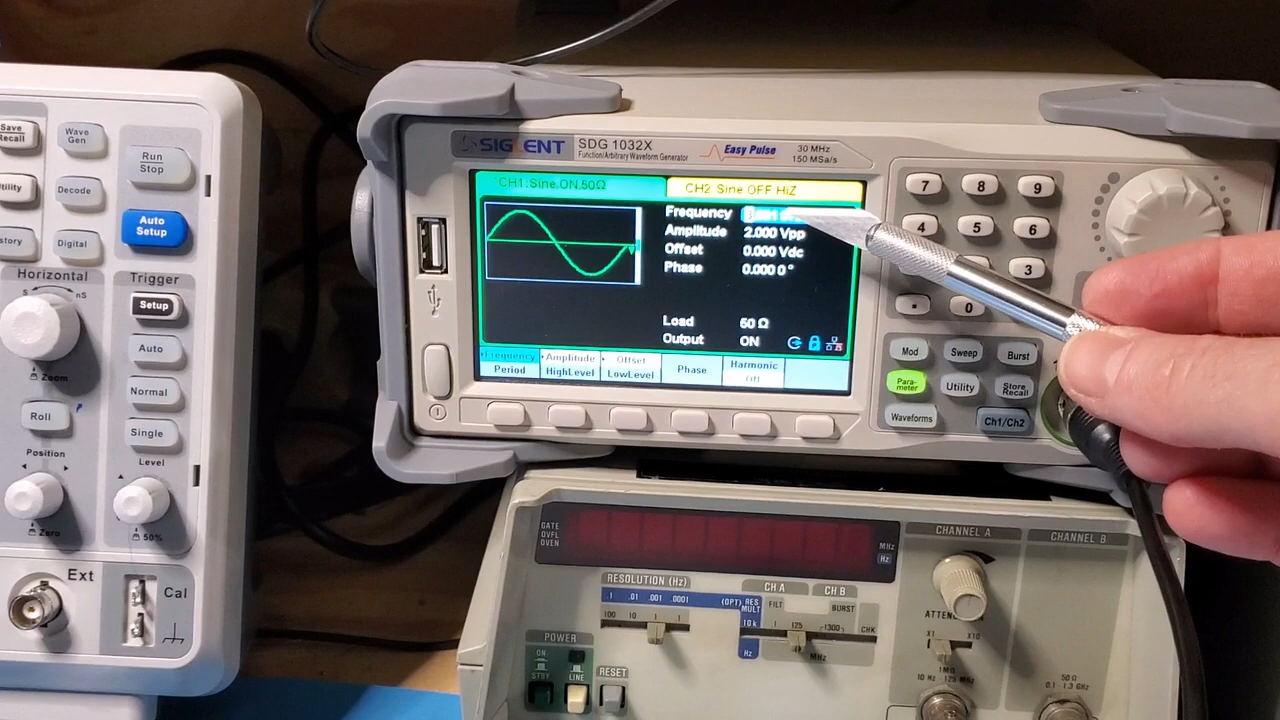 Save
Recall
Wave
Gen
Run
Stop
Utility
Decode
Auto
Setup
Digital
Horizontal
Trigger
S
nS
Setup
Zoom
Auto
Roll
Normal
Single
Position
Level
Zero
50%
Ext
Cal
SIGLENT
SDG 1032X
Function/Arbitrary Waveform Generator
Easy Pulse
30 MHz
150 MSa/s
CH1:Sine.ON.50Ω
CH2 Sine OFF HiZ
Frequency
Amplitude 2.000 Vpp
Offset 0.000 Vdc
Phase 0.000 0°
Load 50 Ω
Output ON
Frequency
Period
Amplitude
HighLevel
Offset
LowLevel
Phase
Harmonic
Off
7 8 9
4 5 6
3
. 0
Mod Sweep Burst
Para-
meter
Utility
Store
Recall
Waveforms
Ch1/Ch2
GATE
OVFL
OVEN
MHz
Hz
CHANNEL A
CHANNEL B
RESOLUTION (Hz)
.1 .01 .001 .0001 (OPT)
100 10 1 .1
RES
MULT
10 k
Hz
CH A
CH B
FILT
BURST
1 125 1300 CHK
MHz
ATTEN
X1 X10
1MΩ
10 Hz 125 MHz
50 Ω
0.1 - 1.3 GHz
POWER
ON
STBY
LINE
RESET